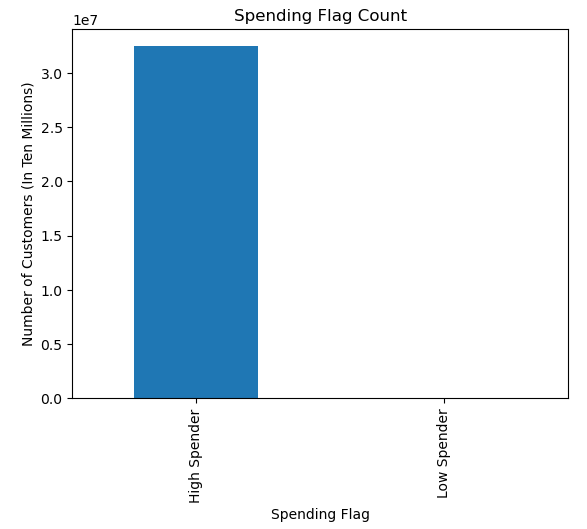 Spending Flag Count
1e7
Number of Customers (In Ten Millions)
3.0
2.5
2.0
1.5
1.0
0.5
0.0
High Spender
Low Spender
Spending Flag